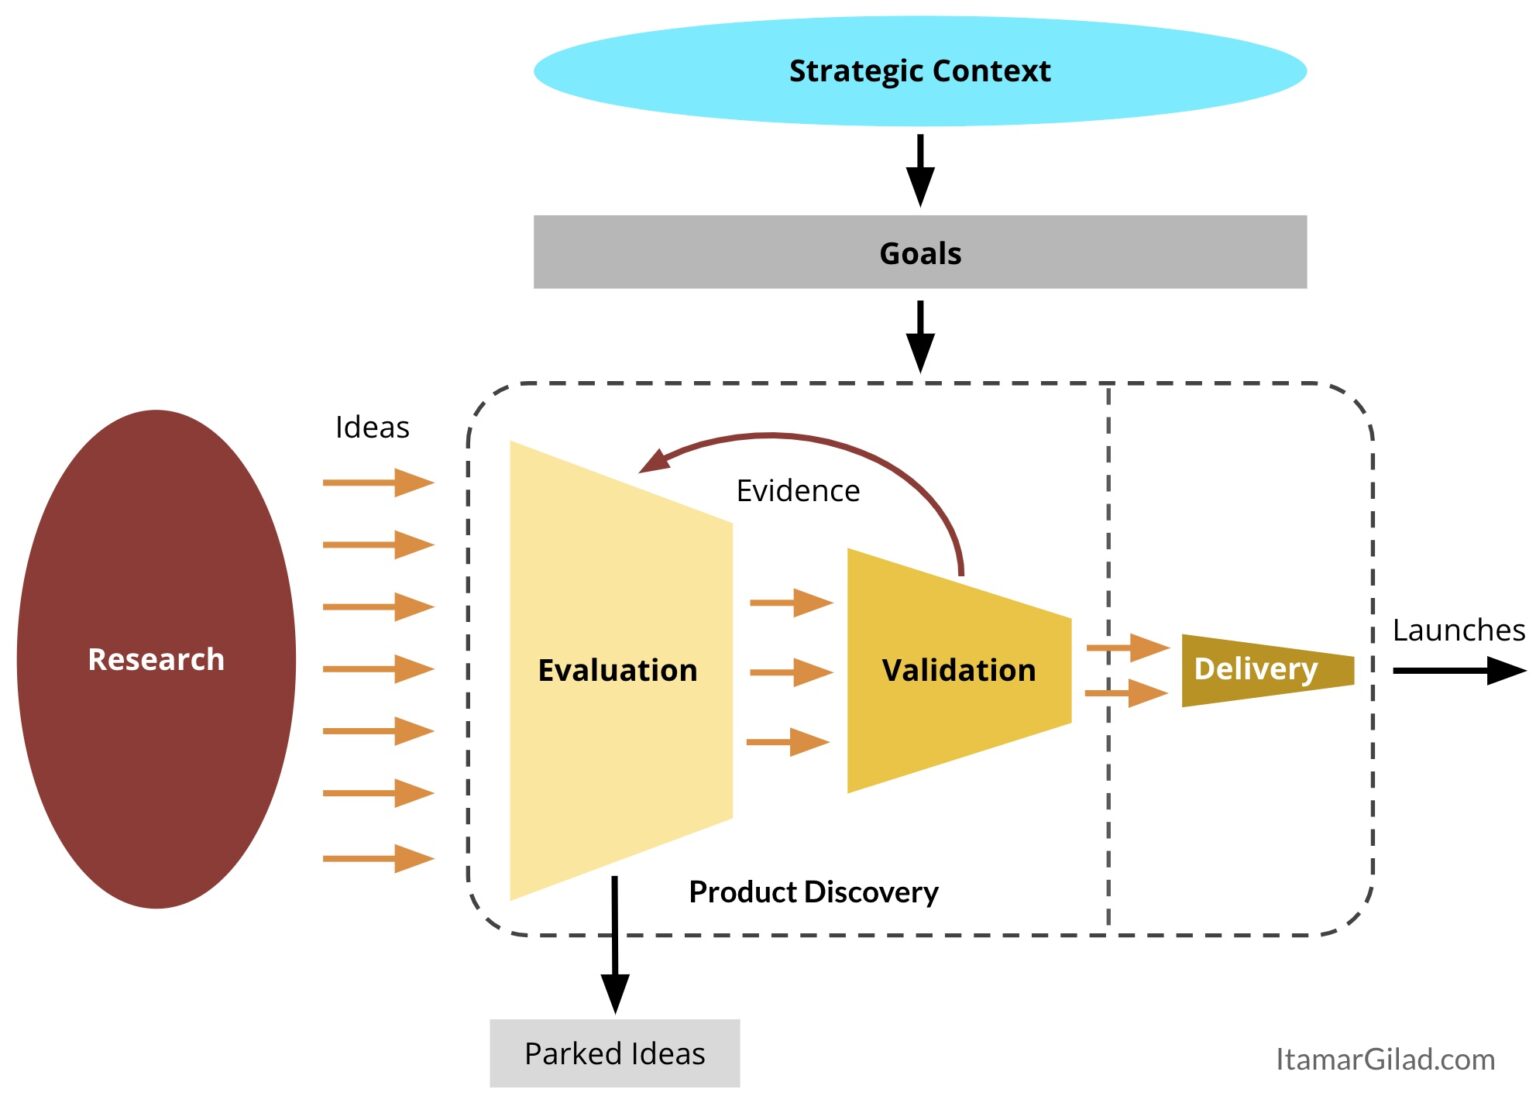 Strategic Context
Goals
Ideas
Evidence
Research
Evaluation
Validation
Delivery
Launches
Product Discovery
Parked Ideas
ItamarGilad.com